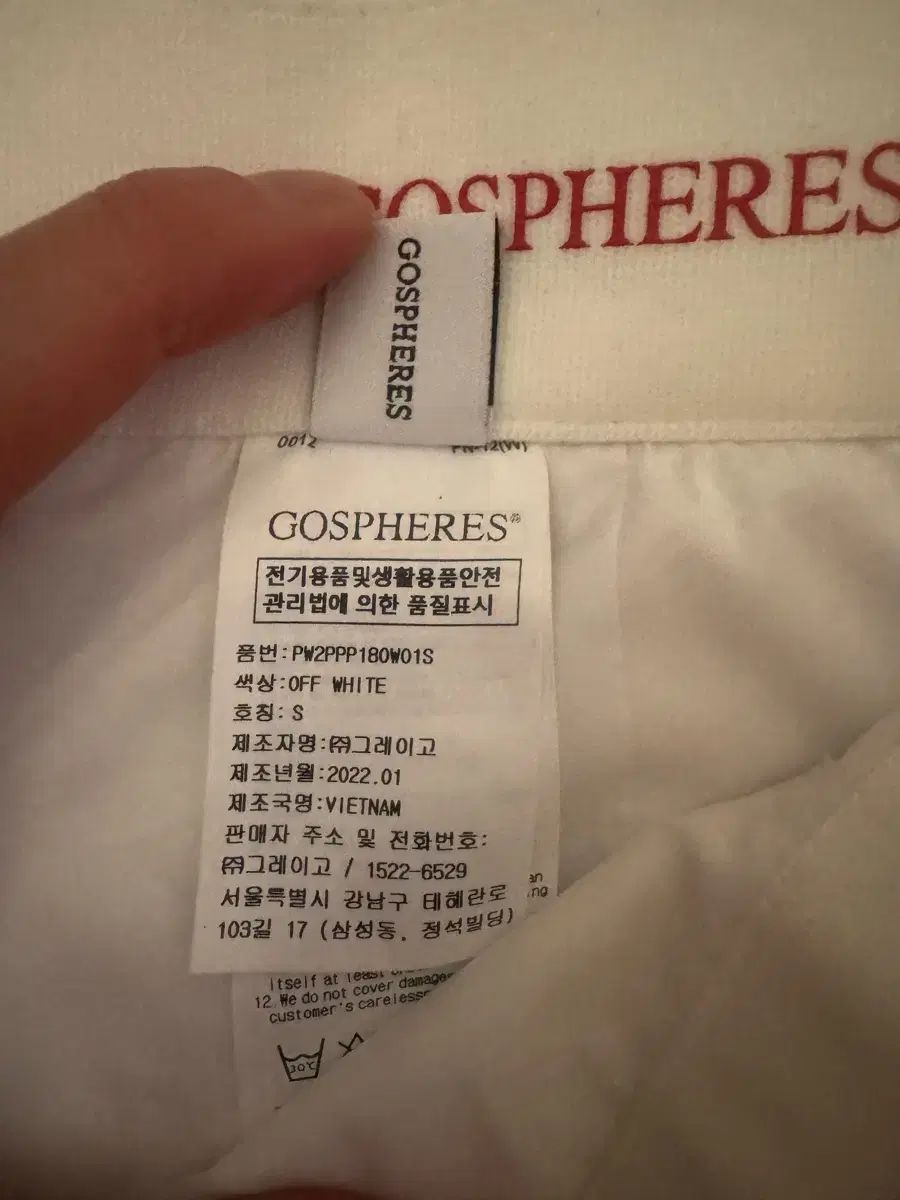 GOSPHERES
GOSPHERES
0012
GOSPHERES®
전기용품및생활용품안전
관리법에 의한 품질표시
품번:PW2PPP180W01S
색상:OFF WHITE
호칭: S
제조자명:㈜그레이고
제조년월:2022.01
제조국명:VIETNAM
판매자 주소 및 전화번호:
㈜그레이고 / 1522-6529
서울특별시 강남구 테헤란로
103길 17 (삼성동, 정석빌딩)
itself at least
12.We do not cover damage
customer's
30℃